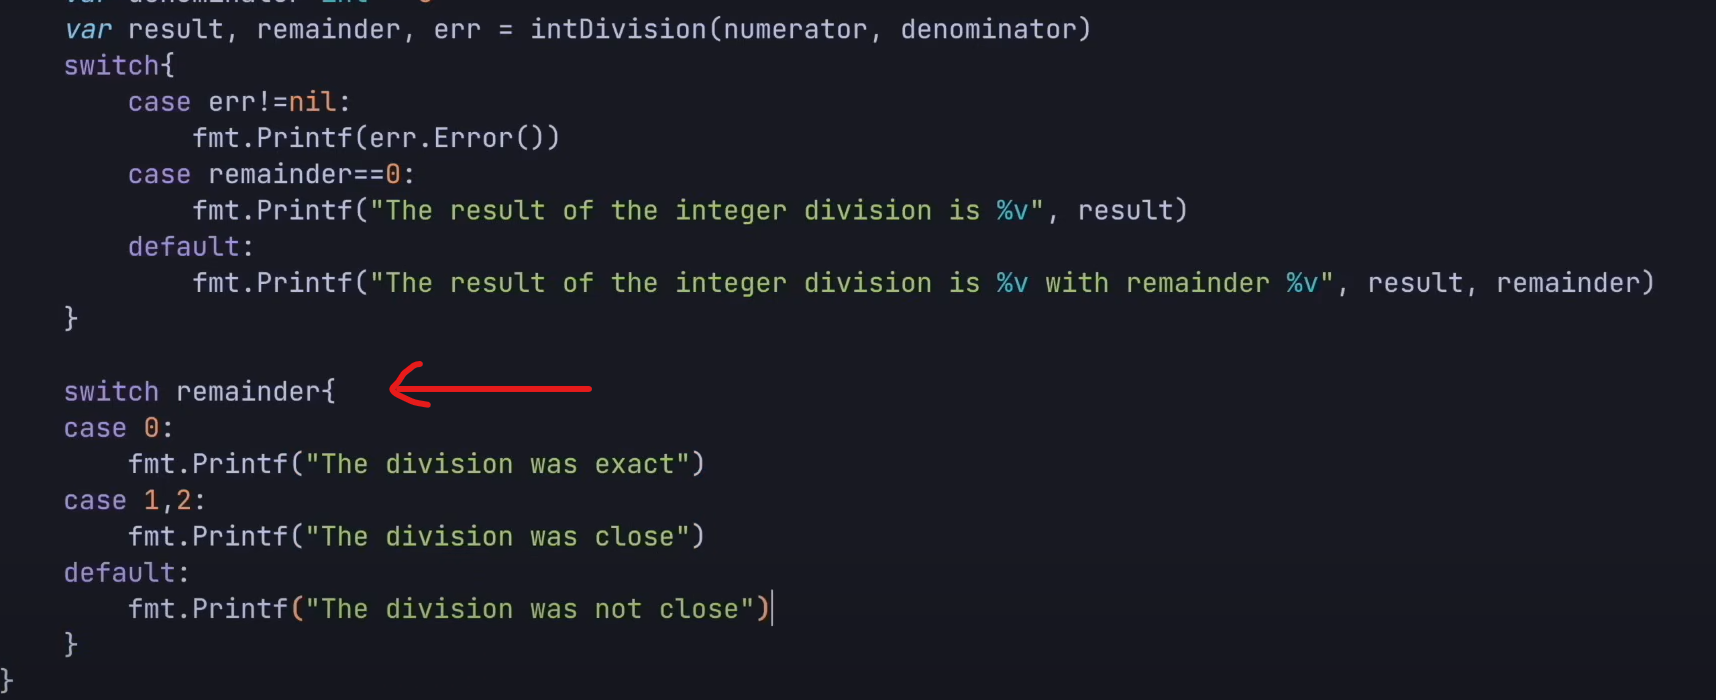 var result, remainder, err = intDivision(numerator, denominator)
switch{
case err!=nil:
fmt.Printf(err.Error())
case remainder==0:
fmt.Printf("The result of the integer division is %v", result)
default:
fmt.Printf("The result of the integer division is %v with remainder %v", result, remainder)
}
switch remainder{
case 0:
fmt.Printf("The division was exact")
case 1,2:
fmt.Printf("The division was close")
default:
fmt.Printf("The division was not close")
}
}